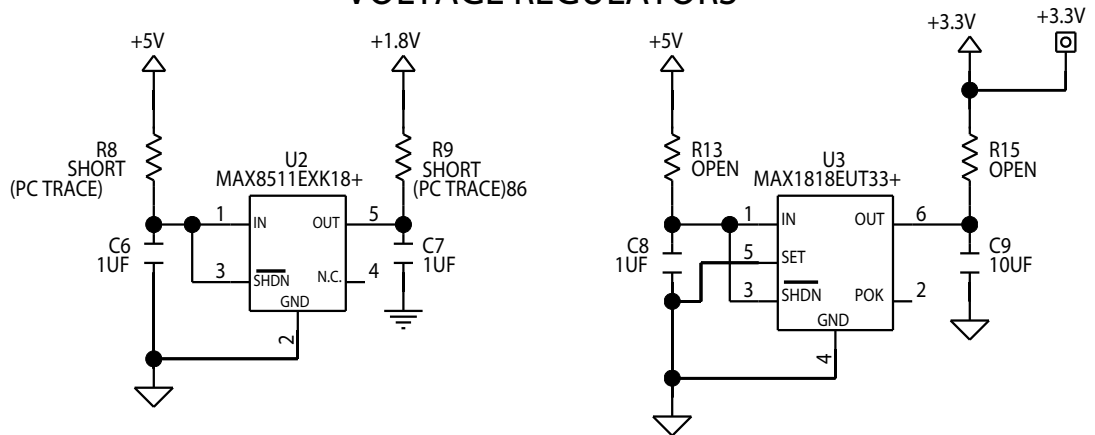 VOLTAGE REGULATORS
+5V
+1.8V
R8
SHORT
(PC TRACE)
R9
SHORT
(PC TRACE)86
U2
MAX8511EXK18+
1
IN
OUT
5
C6
1UF
C7
1UF
3
SHDN
N.C.
4
GND
2
+5V
+3.3V
+3.3V
R13
OPEN
R15
OPEN
U3
MAX1818EUT33+
1
IN
OUT
6
C8
1UF
5
SET
C9
10UF
3
SHDN
POK
2
GND
4